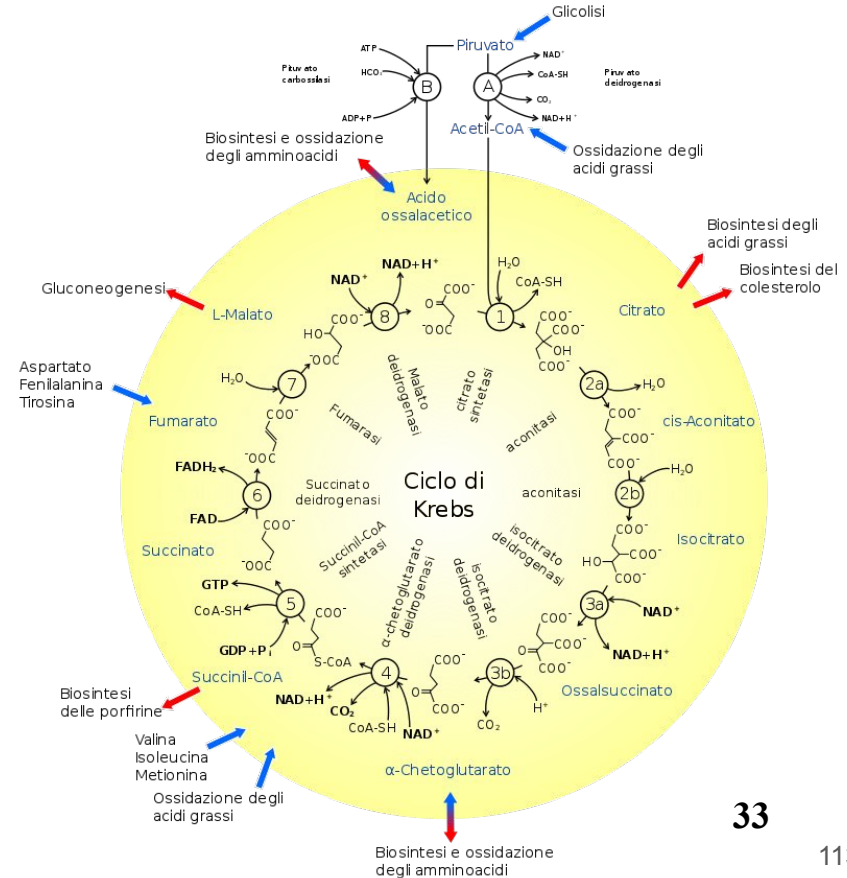 Glicolisi
Piruvato
ATP
HCO₃
ADP+P
Piruvato
carbossilasi
B
A
NAD⁺
CoA-SH
CO₂
NAD+H⁺
Piruvato
deidrogenasi
Acetil-CoA
Ossidazione degli
acidi grassi
Biosintesi e ossidazione
degli amminoacidi
Acido
ossalacetico
Biosintesi degli
acidi grassi
Biosintesi del
colesterolo
Citrato
Gluconeogenesi
L-Malato
NAD⁺
NAD+H⁺
8
COO⁻
O
⁻OOC
H₂O
CoA-SH
1
COO⁻
COO⁻
OH
COO⁻
COO⁻
HO
⁻OOC
Malato
deidrogenasi
citrato
sintetasi
Aspartato
Fenilalanina
Tirosina
H₂O
7
Fumarasi
aconitasi
2a
H₂O
Fumarato
COO⁻
⁻OOC
COO⁻
COO⁻
COO⁻
cis-Aconitato
FADH₂
6
FAD
Succinato
deidrogenasi
Ciclo di
Krebs
aconitasi
2b
H₂O
Succinato
COO⁻
⁻OOC
Succinil-CoA
sintetasi
α-chetoglutarato
deidrogenasi
isocitrato
deidrogenasi
isocitrato
deidrogenasi
COO⁻
COO⁻
HO
COO⁻
Isocitrato
GTP
CoA-SH
GDP+Pᵢ
5
COO⁻
O
S-CoA
3a
NAD⁺
NAD+H⁺
Succinil-CoA
NAD+H⁺
CO₂
CoA-SH
NAD⁺
4
COO⁻
O
COO⁻
3b
CO₂
H⁺
COO⁻
COO⁻
O
COO⁻
Ossalsuccinato
Biosintesi
delle porfirine
Valina
Isoleucina
Metionina
Ossidazione degli
acidi grassi
α-Chetoglutarato
Biosintesi e ossidazione
degli amminoacidi
33